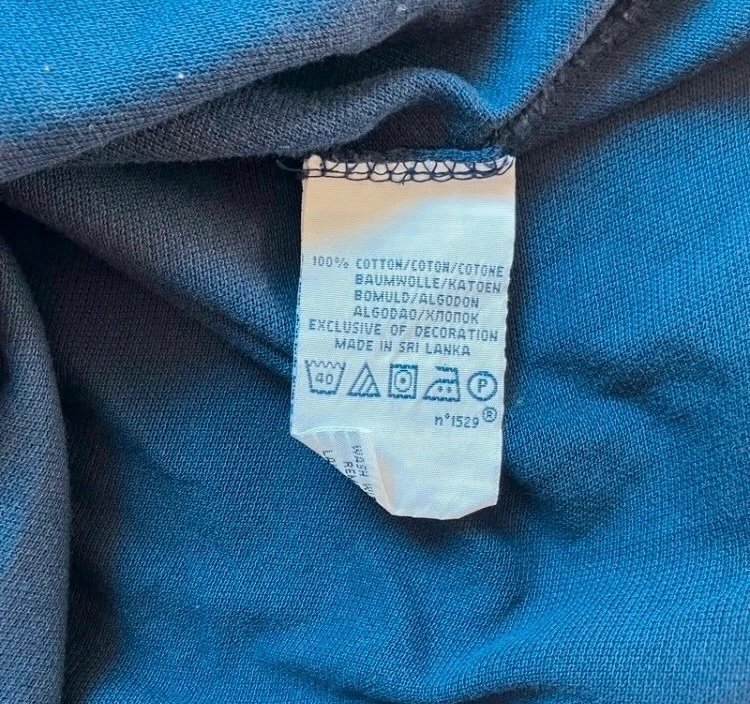 100% COTTON/COTON/COTONE
BAUMWOLLE/KATOEN
BOMULD/ALGODON
ALGODAO/ХЛОПОК
EXCLUSIVE OF DECORATION
MADE IN SRI LANKA
40
P
n°1529®
WASH